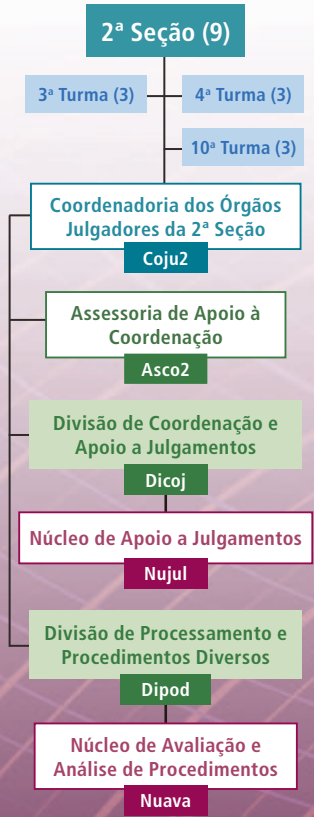 2ª Seção (9)
3ª Turma (3)
4ª Turma (3)
10ª Turma (3)
Coordenadoria dos Órgãos
Julgadores da 2ª Seção
Coju2
Assessoria de Apoio à
Coordenação
Asco2
Divisão de Coordenação e
Apoio a Julgamentos
Dicoj
Núcleo de Apoio a Julgamentos
Nujul
Divisão de Processamento e
Procedimentos Diversos
Dipod
Núcleo de Avaliação e
Análise de Procedimentos
Nuava